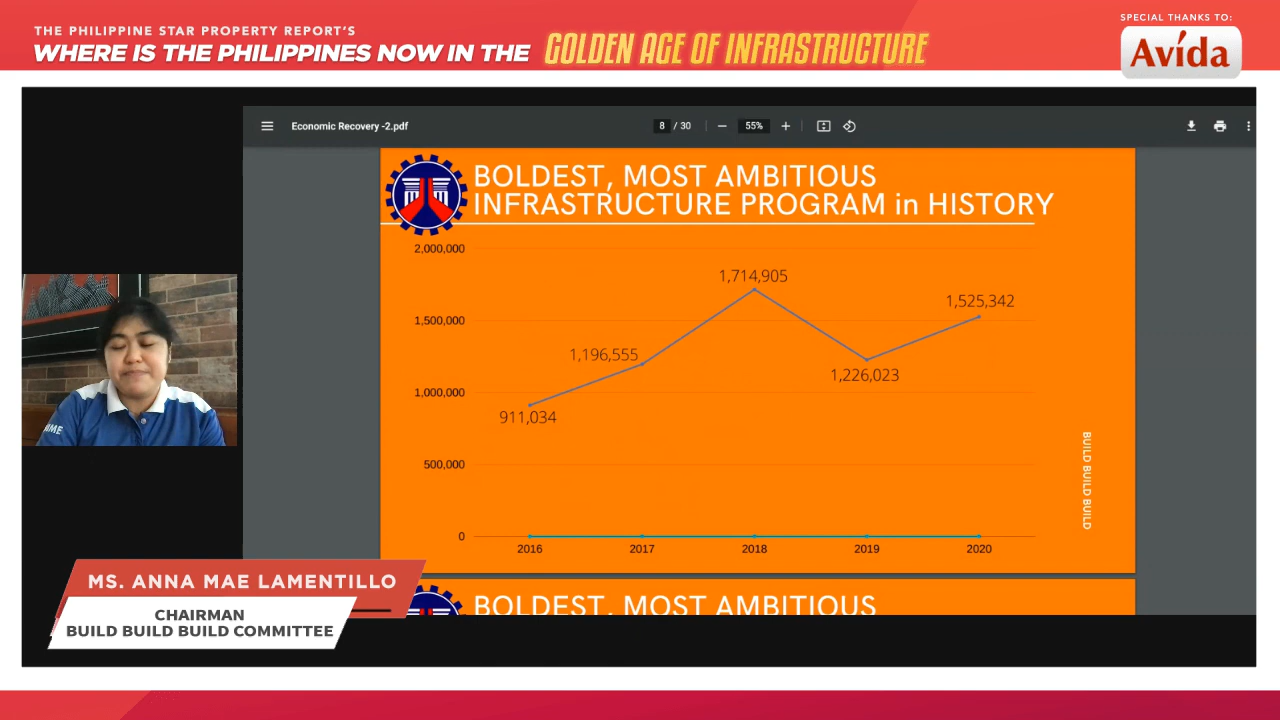 THE PHILIPPINE STAR PROPERTY REPORT'S
WHERE IS THE PHILIPPINES NOW IN THE GOLDEN AGE OF INFRASTRUCTURE
SPECIAL THANKS TO:
Avida
Economic Recovery -2.pdf
8 / 30
55%
BOLDEST, MOST AMBITIOUS
INFRASTRUCTURE PROGRAM in HISTORY
2,000,000
1,500,000
1,000,000
500,000
0
911,034
1,196,555
1,714,905
1,226,023
1,525,342
2016 2017 2018 2019 2020
BUILD BUILD BUILD
BOLDEST, MOST AMBITIOUS
MS. ANNA MAE LAMENTILLO
CHAIRMAN
BUILD BUILD BUILD COMMITTEE